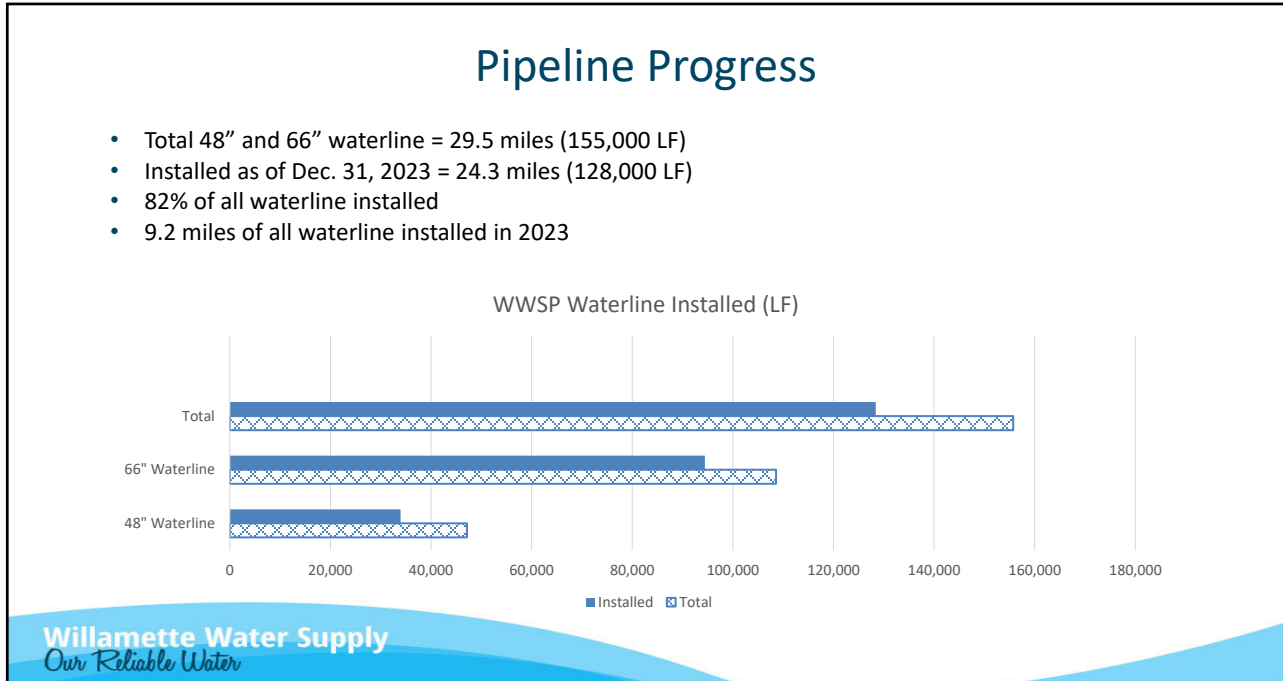 Pipeline Progress
• Total 48” and 66” waterline = 29.5 miles (155,000 LF)
• Installed as of Dec. 31, 2023 = 24.3 miles (128,000 LF)
• 82% of all waterline installed
• 9.2 miles of all waterline installed in 2023
WWSP Waterline Installed (LF)
Total
66" Waterline
48" Waterline
0 20,000 40,000 60,000 80,000 100,000 120,000 140,000 160,000 180,000
Installed Total
Willamette Water Supply
Our Reliable Water